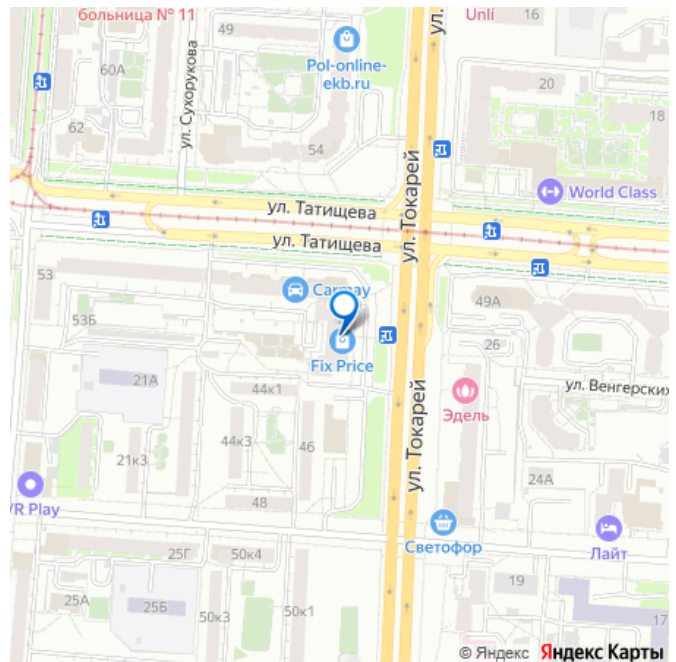 больница № 11
49
Unli
16
ул.
Pol-online-
ekb.ru
60А
ул. Сухорукова
20
18
62
54
ул. Токарей
World Class
ул. Татищева
ул. Татищева
53
Carmay
49А
53Б
Fix Price
26
21А
44к1
ул. Венгерских
Эдель
ул. Токарей
44к3
46
21к3
24А
VR Play
48
Светофор
Лайт
25Г
50к4
19
25А
25Б
50к3
50к1
17
© Яндекс Яндекс Карты